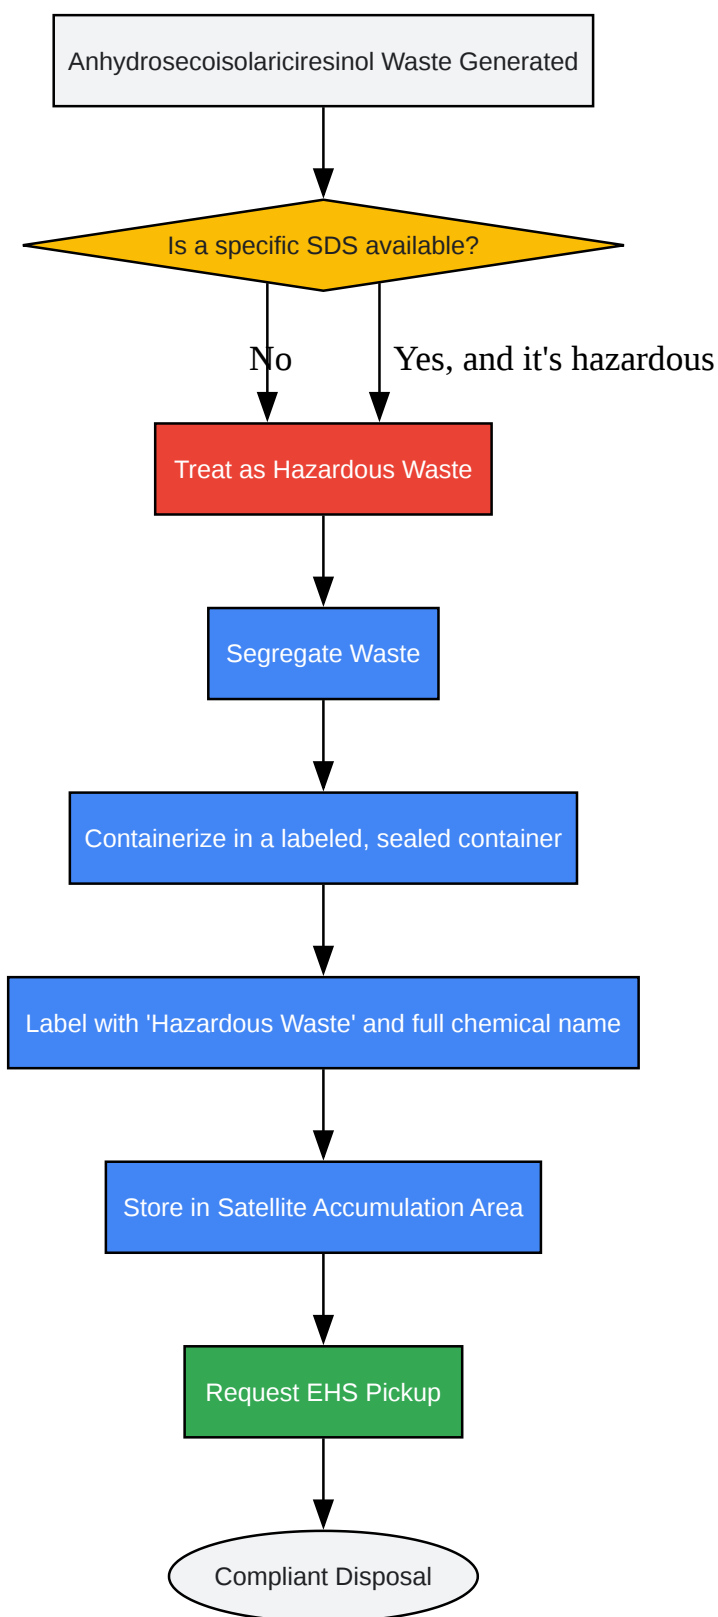 Anhydrosecoisolariciresinol Waste Generated
Is a specific SDS available?
No
Yes, and it's hazardous
Treat as Hazardous Waste
Segregate Waste
Containerize in a labeled, sealed container
Label with 'Hazardous Waste' and full chemical name
Store in Satellite Accumulation Area
Request EHS Pickup
Compliant Disposal